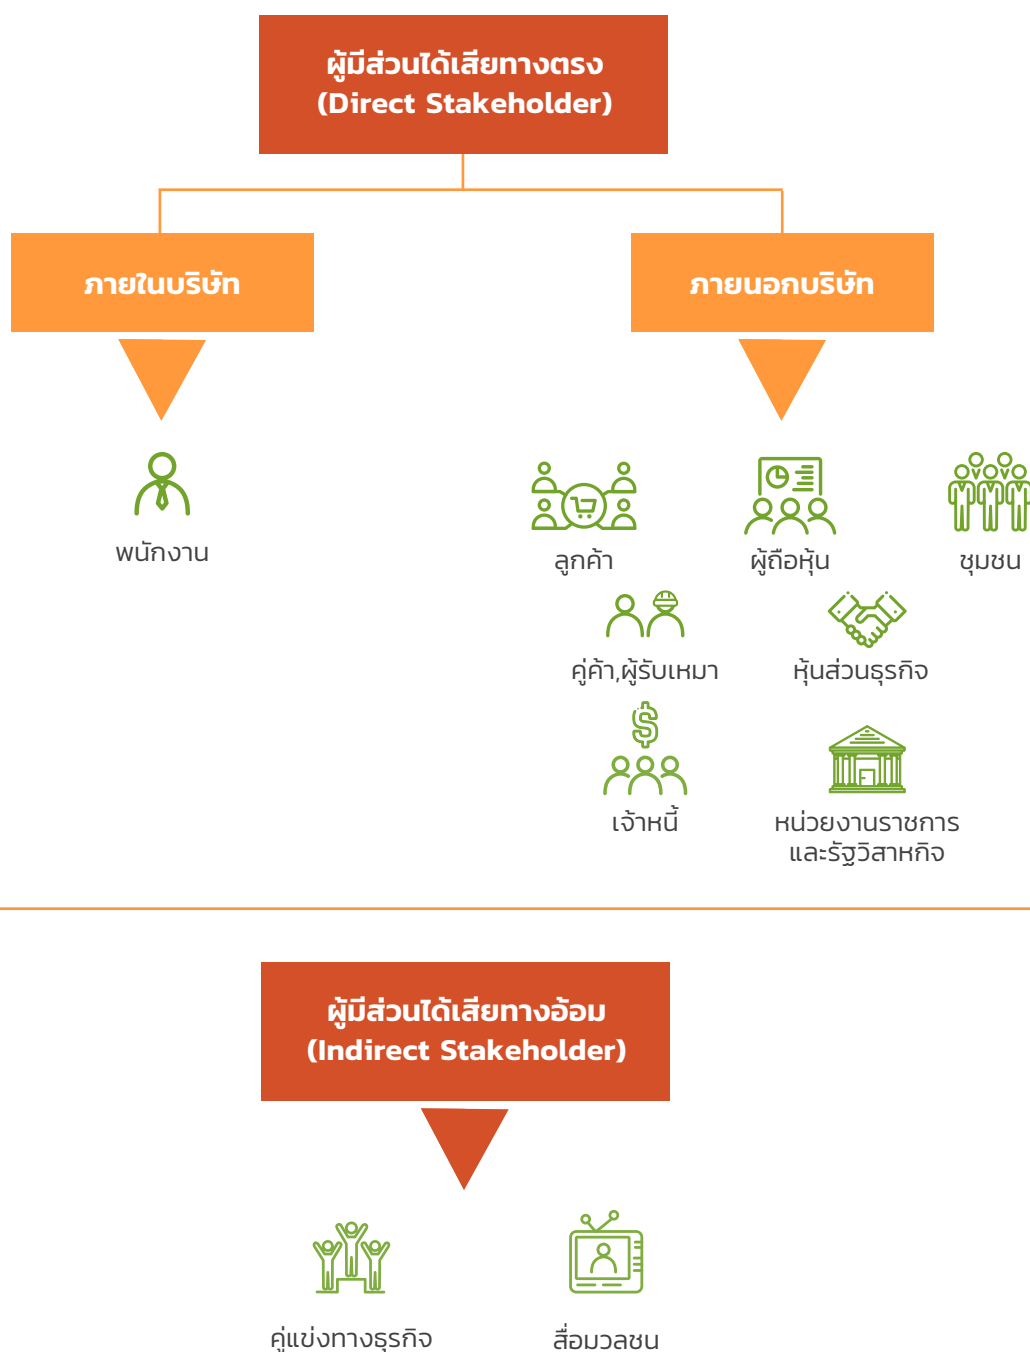 ผู้มีส่วนได้เสียทางตรง
(Direct Stakeholder)
ภายในบริษัท
ภายนอกบริษัท
พนักงาน
ลูกค้า
ผู้ถือหุ้น
ชุมชน
คู่ค้า,ผู้รับเหมา
หุ้นส่วนธุรกิจ
เจ้าหนี้
หน่วยงานราชการ
และรัฐวิสาหกิจ
ผู้มีส่วนได้เสียทางอ้อม
(Indirect Stakeholder)
คู่แข่งทางธุรกิจ
สื่อมวลชน